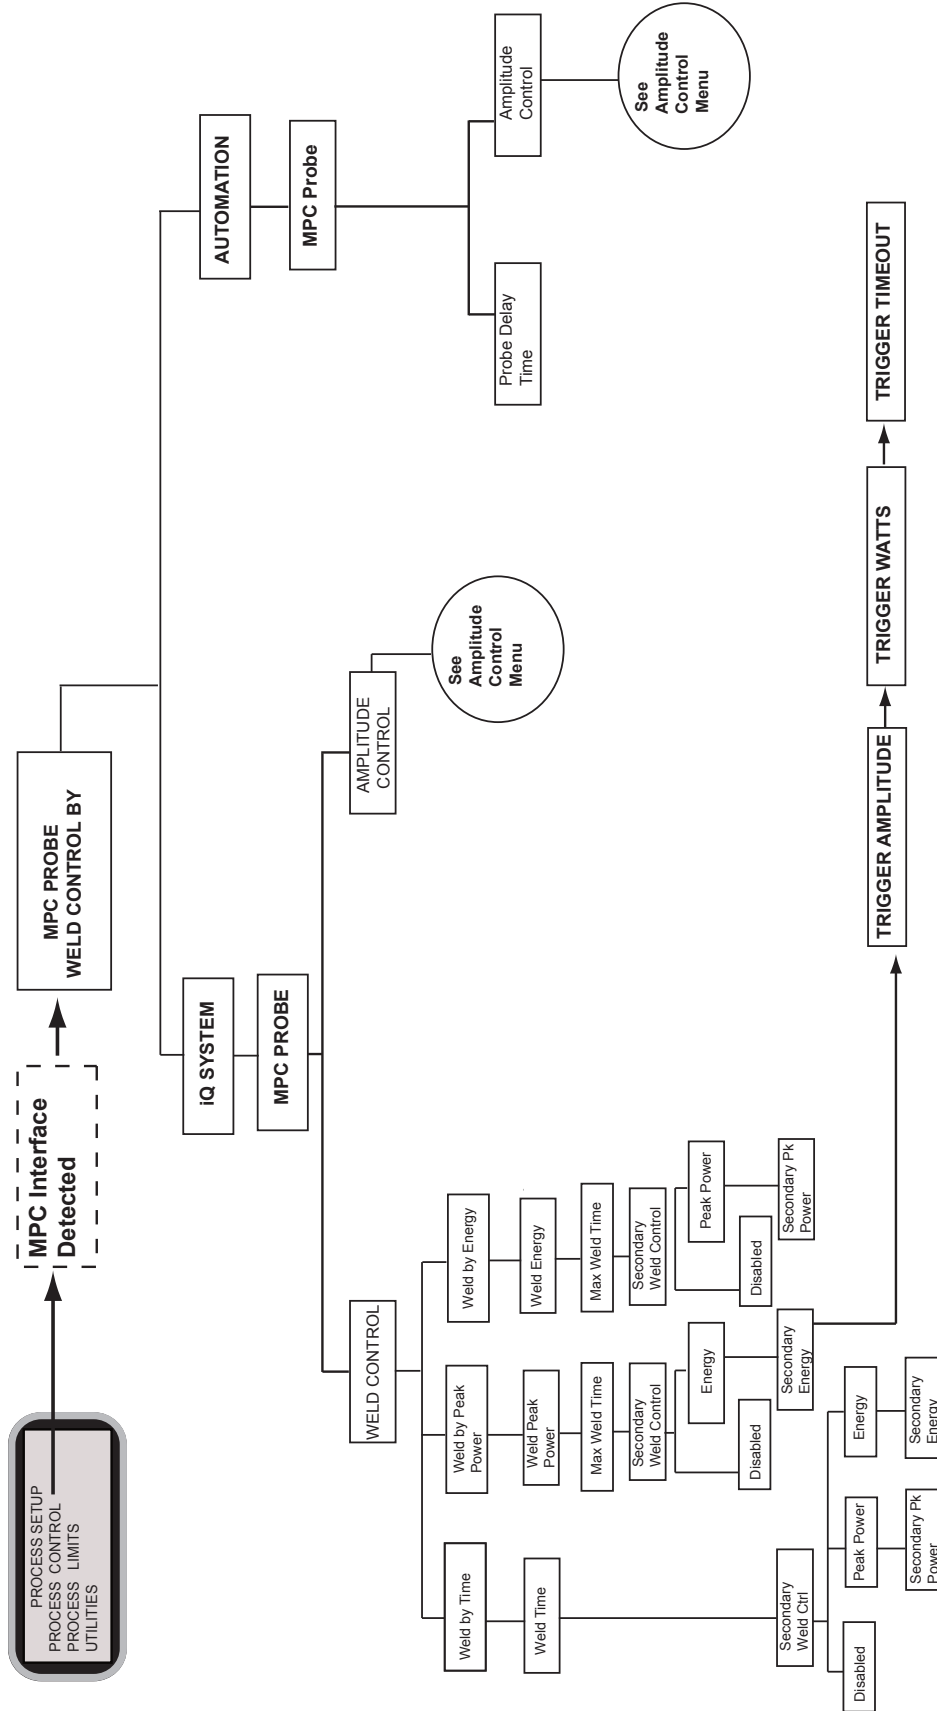 PROCESS SETUP
PROCESS CONTROL
PROCESS LIMITS
UTILITIES
MPC Interface
Detected
MPC PROBE
WELD CONTROL BY
iQ SYSTEM
MPC PROBE
WELD CONTROL
Weld by Time
Weld Time
Secondary
Weld Ctrl
Disabled
Peak Power
Secondary Pk
Power
Energy
Secondary
Energy
Weld by Peak
Power
Weld Peak
Power
Max Weld Time
Secondary
Weld Control
Disabled
Energy
Secondary
Energy
Weld by Energy
Weld Energy
Max Weld Time
Secondary
Weld Control
Disabled
Peak Power
Secondary Pk
Power
AMPLITUDE
CONTROL
See
Amplitude
Control
Menu
AUTOMATION
MPC Probe
Probe Delay
Time
Amplitude
Control
See
Amplitude
Control
Menu
TRIGGER AMPLITUDE
TRIGGER WATTS
TRIGGER TIMEOUT